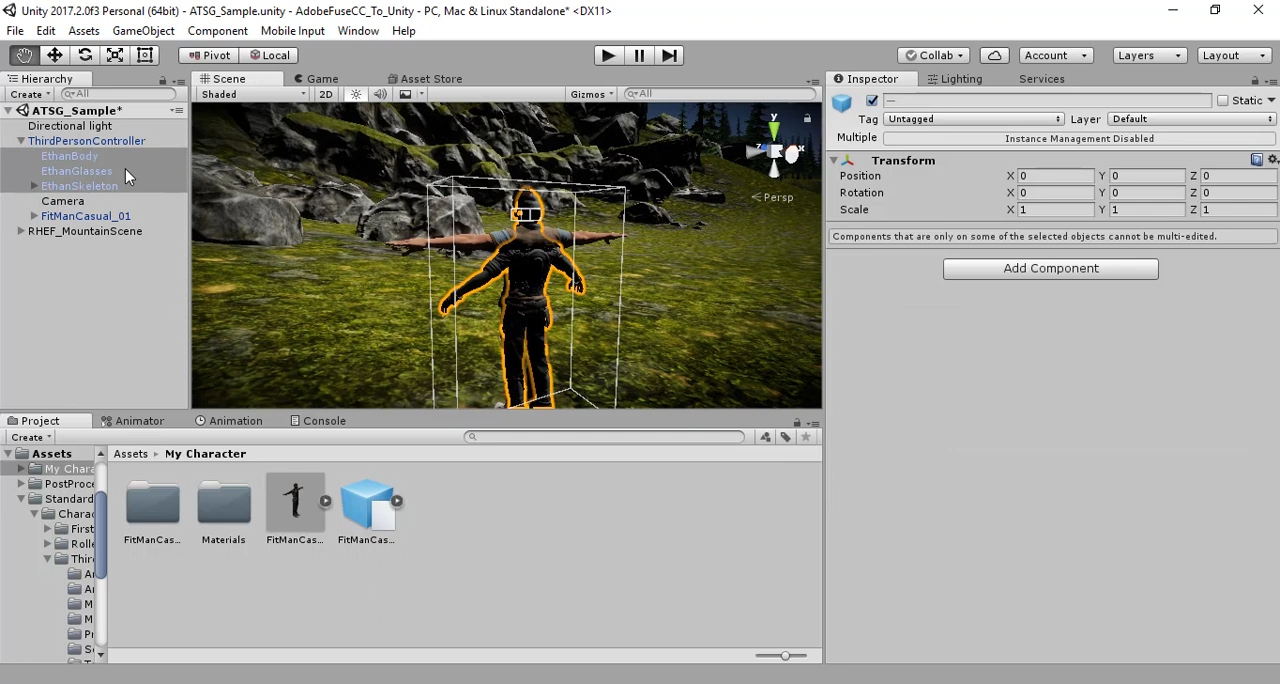 Unity 2017.2.0f3 Personal (64bit) - ATSG_Sample.unity - AdobeFuseCC_To_Unity - PC, Mac & Linux Standalone* <DX11>
File Edit Assets GameObject Component Mobile Input Window Help
Pivot Local Collab Account Layers Layout
Hierarchy Scene Game Asset Store Inspector Lighting Services
Create All Shaded 2D Gizmos All Static
ATSG_Sample*
Directional light
ThirdPersonController
EthanBody
EthanGlasses
EthanSkeleton
Camera
FitManCasual_01
RHEF_MountainScene
y
z x
Persp
Tag Untagged Layer Default
Multiple Instance Management Disabled
Transform
Position X 0 Y 0 Z 0
Rotation X 0 Y 0 Z 0
Scale X 1 Y 1 Z 1
Components that are only on some of the selected objects cannot be multi-edited.
Add Component
Project Animator Animation Console
Create
Assets
My Chara
PostProce
Standard
Charac
First
Rolle
Thir
Ar
M
M
Pr
Assets My Character
FitManCas... Materials FitManCas... FitManCas...